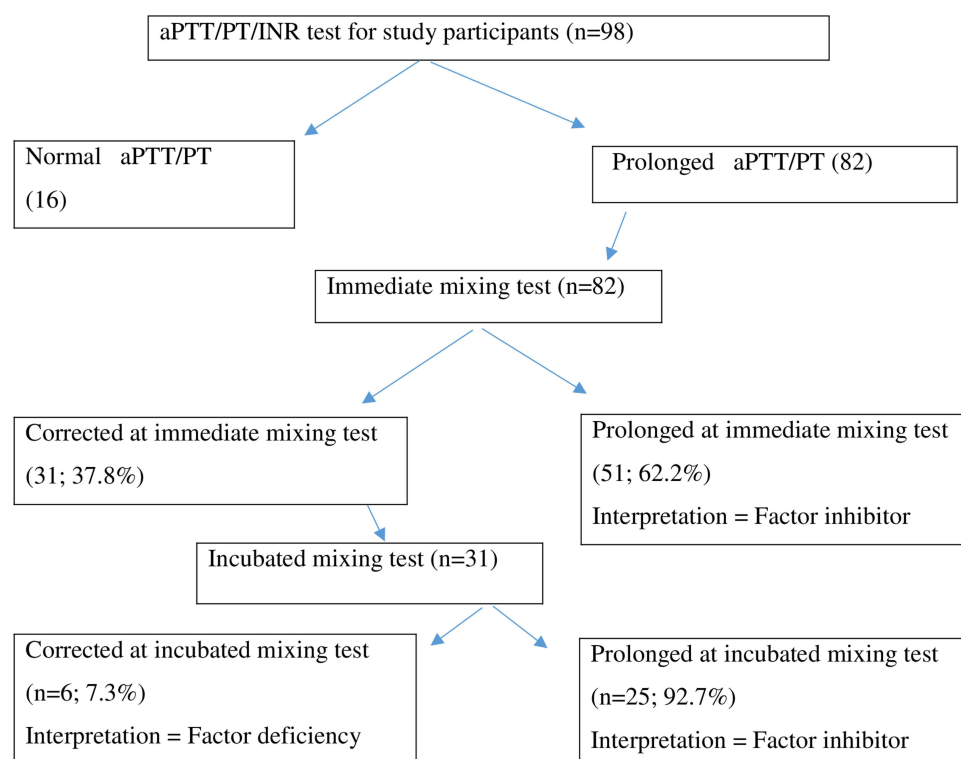 aPTT/PT/INR test for study participants (n=98)
Normal aPTT/PT
(16)
Prolonged aPTT/PT (82)
Immediate mixing test (n=82)
Corrected at immediate mixing test
(31; 37.8%)
Prolonged at immediate mixing test
(51; 62.2%)
Interpretation = Factor inhibitor
Incubated mixing test (n=31)
Corrected at incubated mixing test
(n=6; 7.3%)
Interpretation = Factor deficiency
Prolonged at incubated mixing test
(n=25; 92.7%)
Interpretation = Factor inhibitor